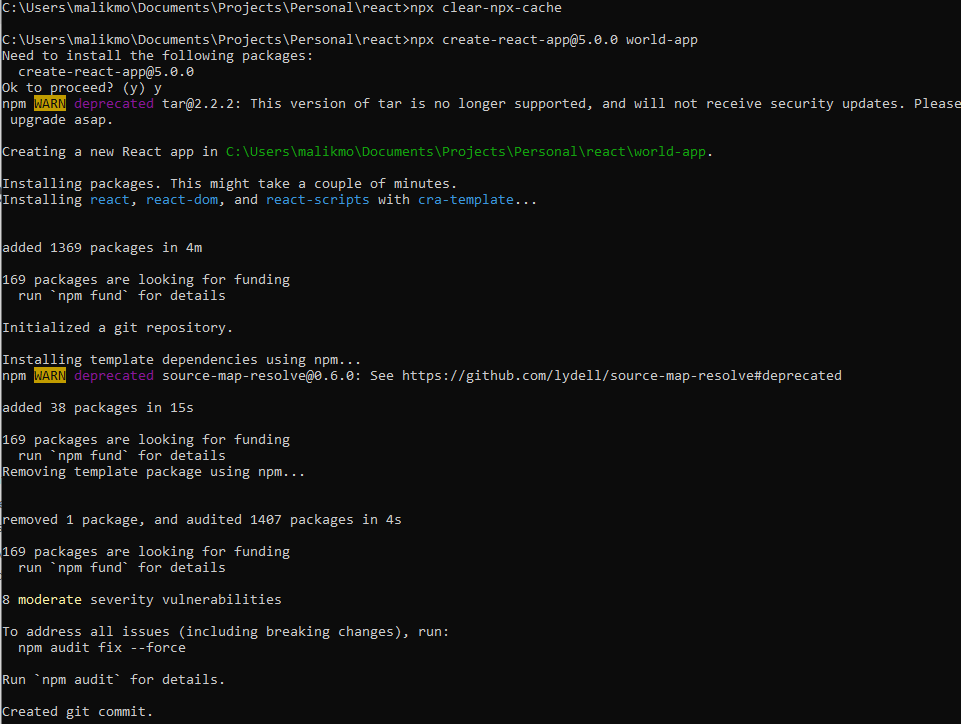 C:\Users\malikmo\Documents\Projects\Personal\react>npx clear-npx-cache
C:\Users\malikmo\Documents\Projects\Personal\react>npx create-react-app@5.0.0 world-app
Need to install the following packages:
  create-react-app@5.0.0
Ok to proceed? (y) y
npm WARN deprecated tar@2.2.2: This version of tar is no longer supported, and will not receive security updates. Please
 upgrade asap.
Creating a new React app in C:\Users\malikmo\Documents\Projects\Personal\react\world-app.
Installing packages. This might take a couple of minutes.
Installing react, react-dom, and react-scripts with cra-template...
added 1369 packages in 4m
169 packages are looking for funding
  run `npm fund` for details
Initialized a git repository.
Installing template dependencies using npm...
npm WARN deprecated source-map-resolve@0.6.0: See https://github.com/lydell/source-map-resolve#deprecated
added 38 packages in 15s
169 packages are looking for funding
  run `npm fund` for details
Removing template package using npm...
removed 1 package, and audited 1407 packages in 4s
169 packages are looking for funding
  run `npm fund` for details
8 moderate severity vulnerabilities
To address all issues (including breaking changes), run:
  npm audit fix --force
Run `npm audit` for details.
Created git commit.